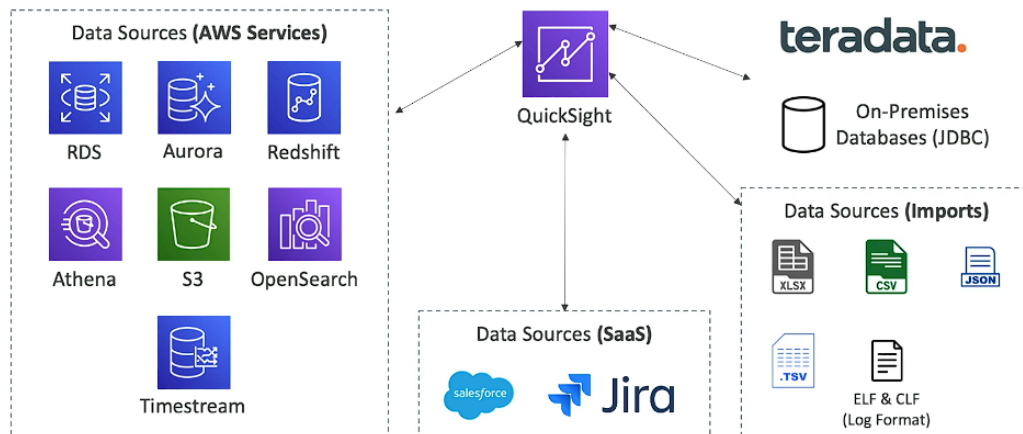 Data Sources (AWS Services)
RDS
Aurora
Redshift
Athena
S3
OpenSearch
Timestream
QuickSight
teradata.
On-Premises
Databases (JDBC)
Data Sources (Imports)
XLSX
CSV
JSON
.TSV
ELF & CLF
(Log Format)
Data Sources (SaaS)
salesforce
Jira